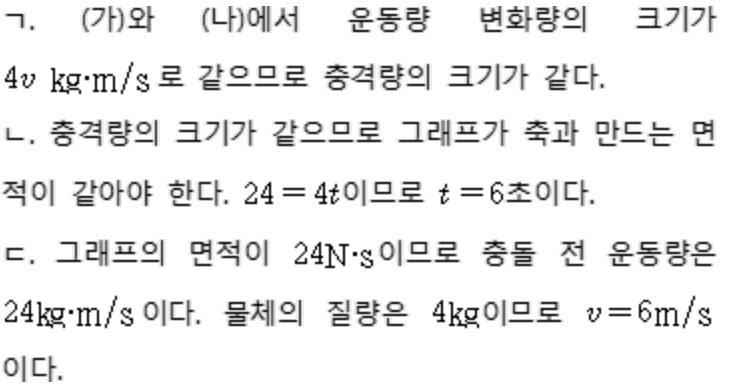 ㄱ. (가)와 (나)에서 운동량 변화량의 크기가
4v kg·m/s로 같으므로 충격량의 크기가 같다.
ㄴ. 충격량의 크기가 같으므로 그래프가 축과 만드는 면
적이 같아야 한다. 24 = 4t이므로 t = 6초이다.
ㄷ. 그래프의 면적이 24N·s이므로 충돌 전 운동량은
24kg·m/s이다. 물체의 질량은 4kg이므로 v = 6m/s
이다.